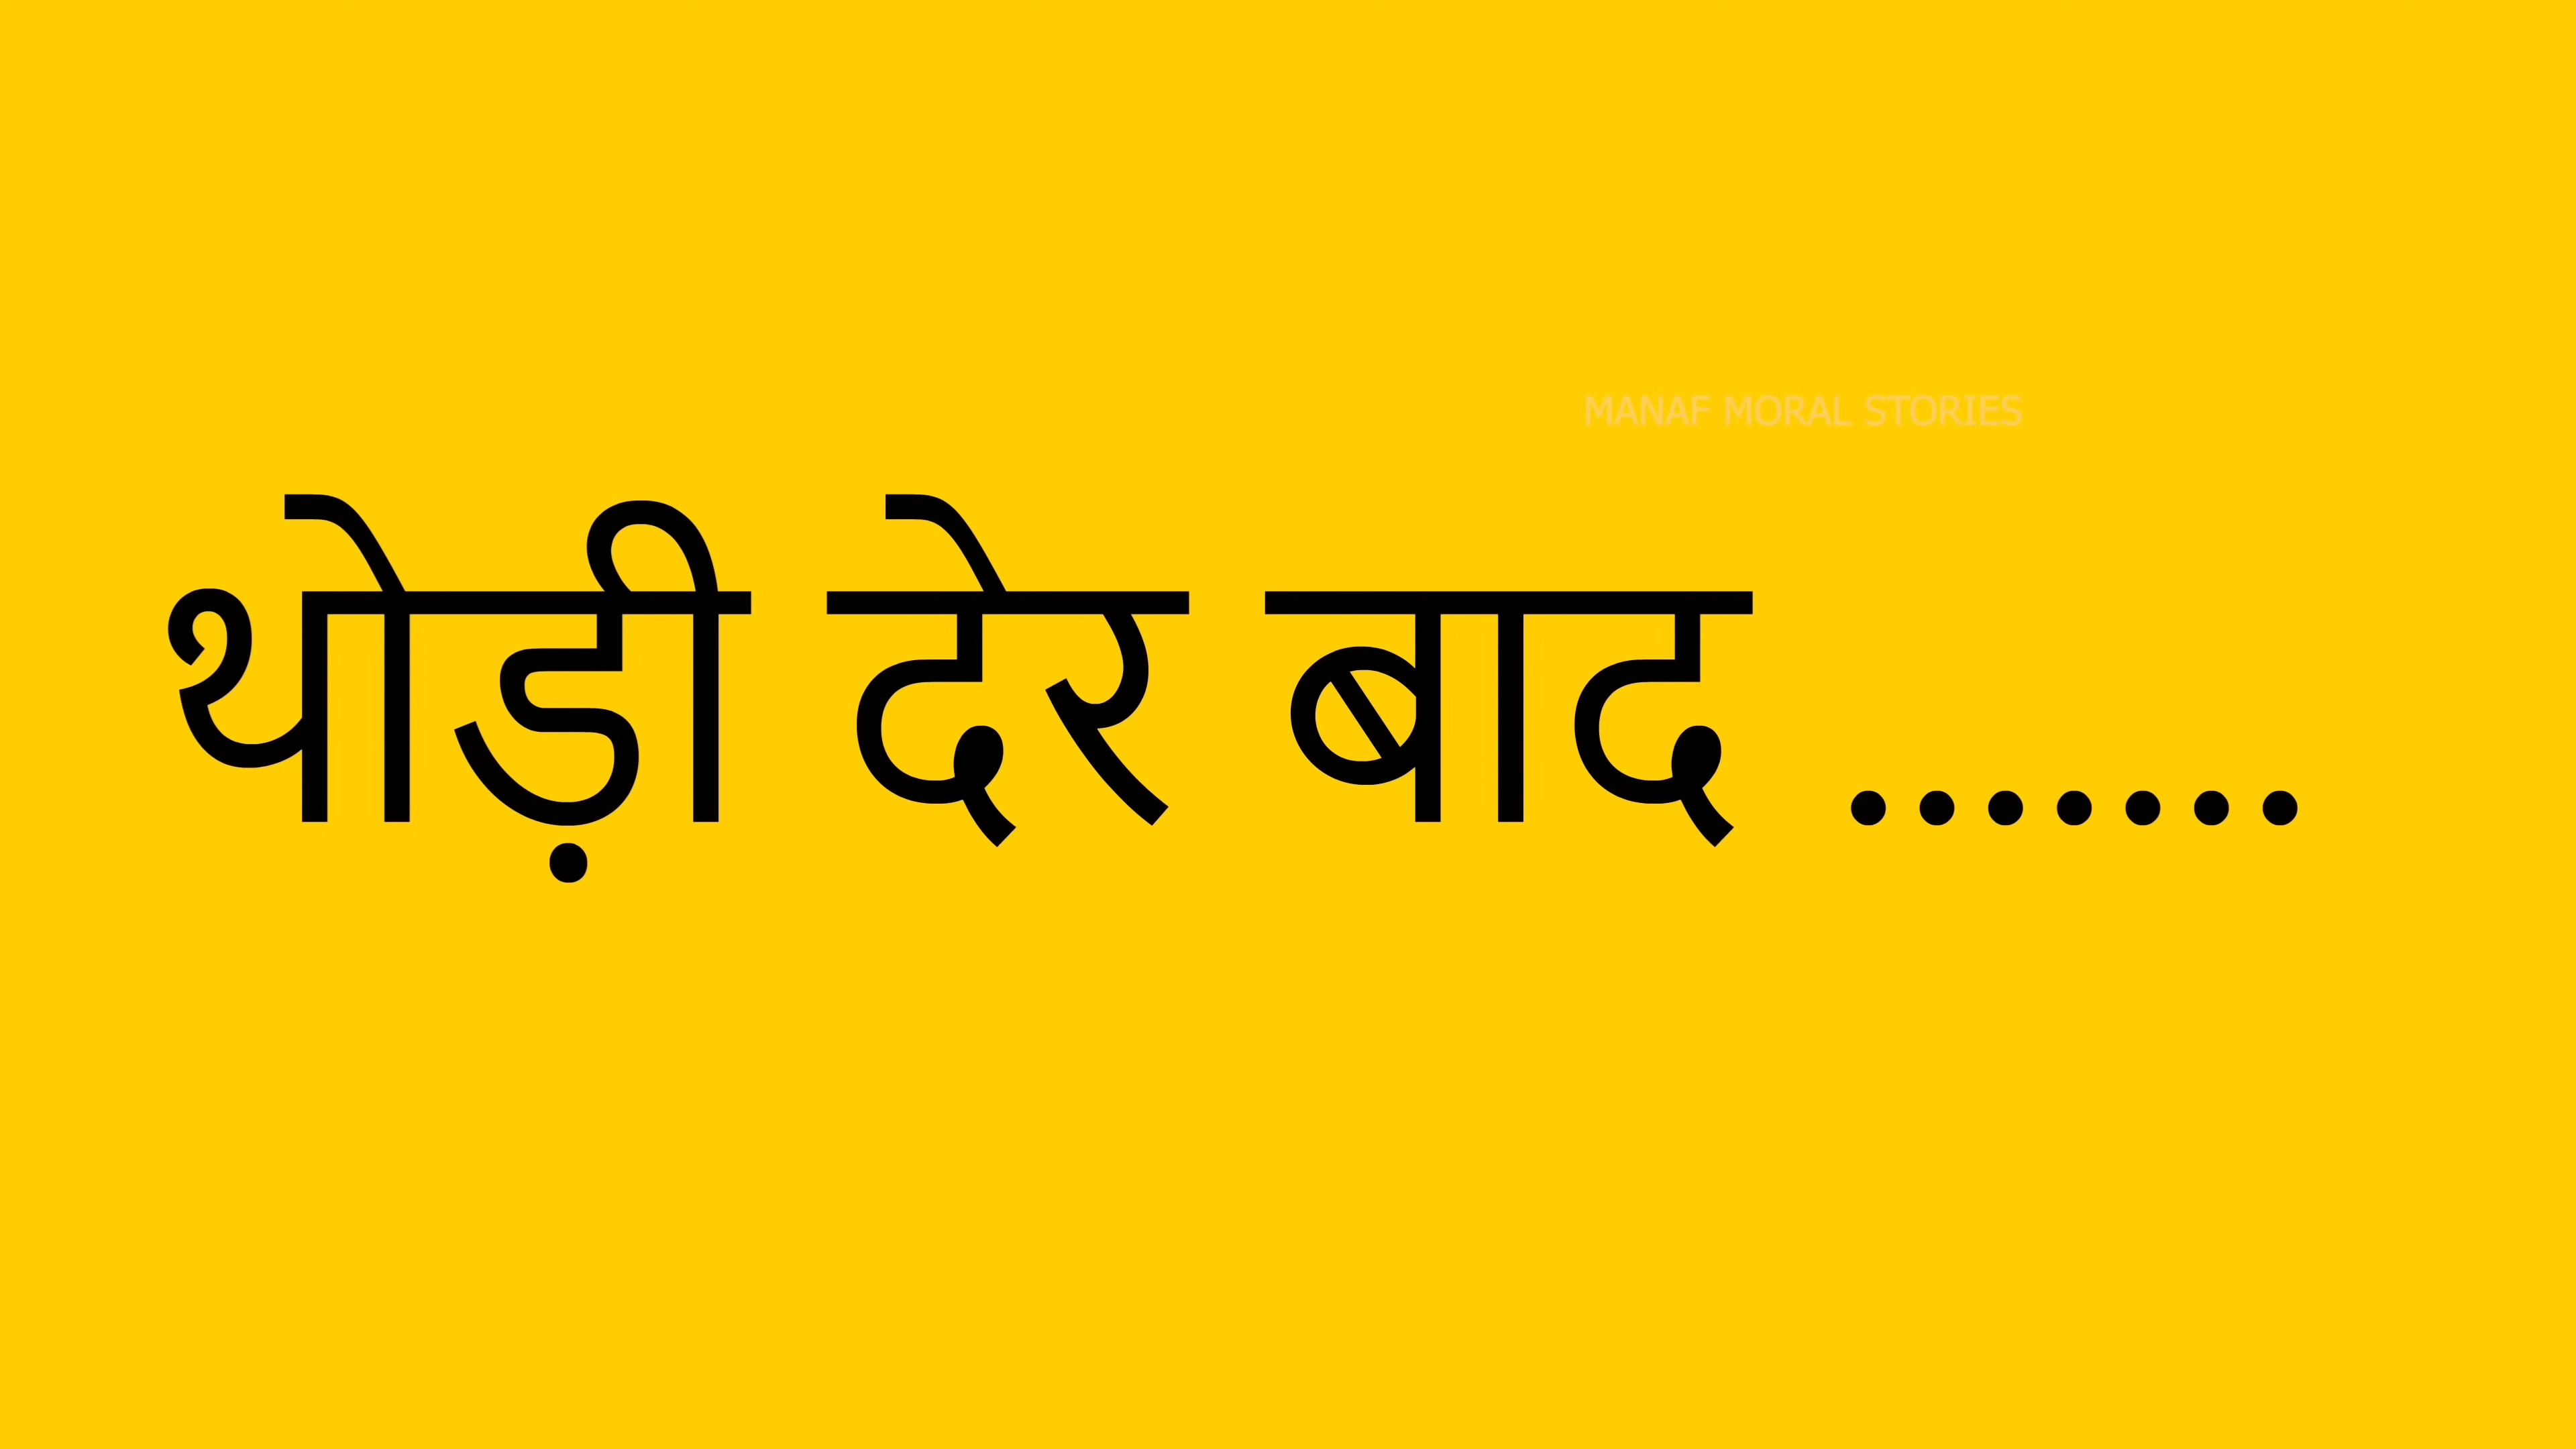 MANAF MORAL STORIES
थोड़ी देर बाद .......